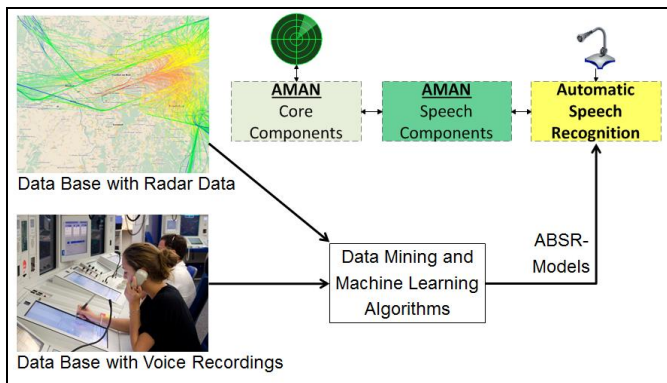 AMAN
Core
Components
AMAN
Speech
Components
Automatic
Speech
Recognition
Data Base with Radar Data
Data Mining and
Machine Learning
Algorithms
ABSR-
Models
Data Base with Voice Recordings